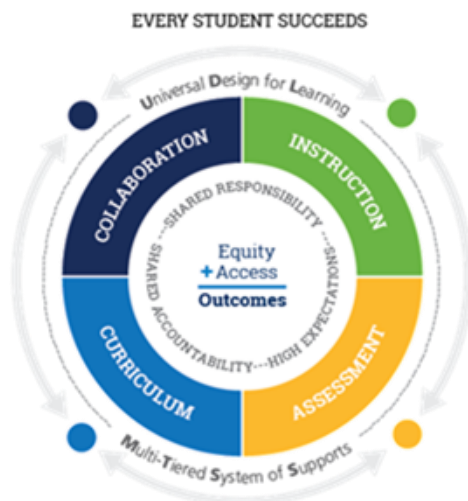 EVERY STUDENT SUCCEEDS
Universal Design for Learning
COLLABORATION
INSTRUCTION
SHARED RESPONSIBILITY ---
HIGH EXPECTATIONS
---
SHARED ACCOUNTABILITY
---
Equity
+Access
Outcomes
CURRICULUM
ASSESSMENT
Multi-Tiered System of Supports